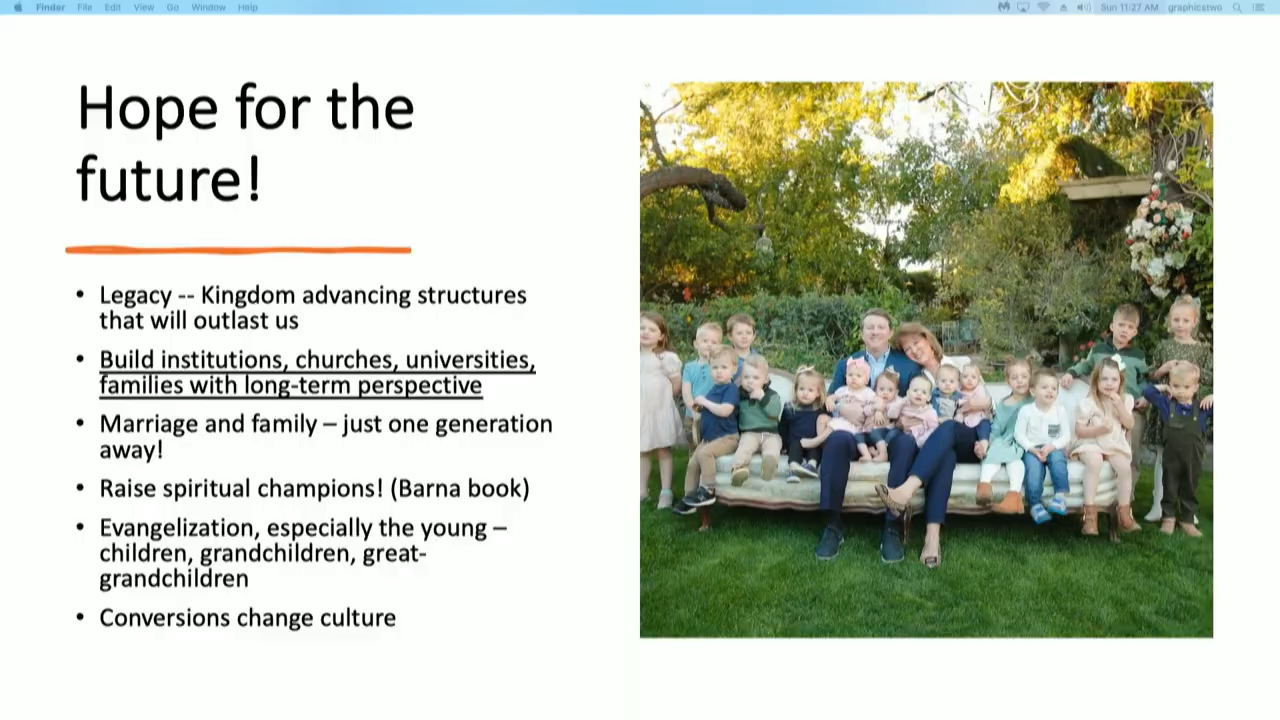 Finder File Edit View Go Window Help Sun 11:27 AM graphicstwo
Hope for the
future!
• Legacy -- Kingdom advancing structures
that will outlast us
• Build institutions, churches, universities,
families with long-term perspective
• Marriage and family – just one generation
away!
• Raise spiritual champions! (Barna book)
• Evangelization, especially the young –
children, grandchildren, great-
grandchildren
• Conversions change culture